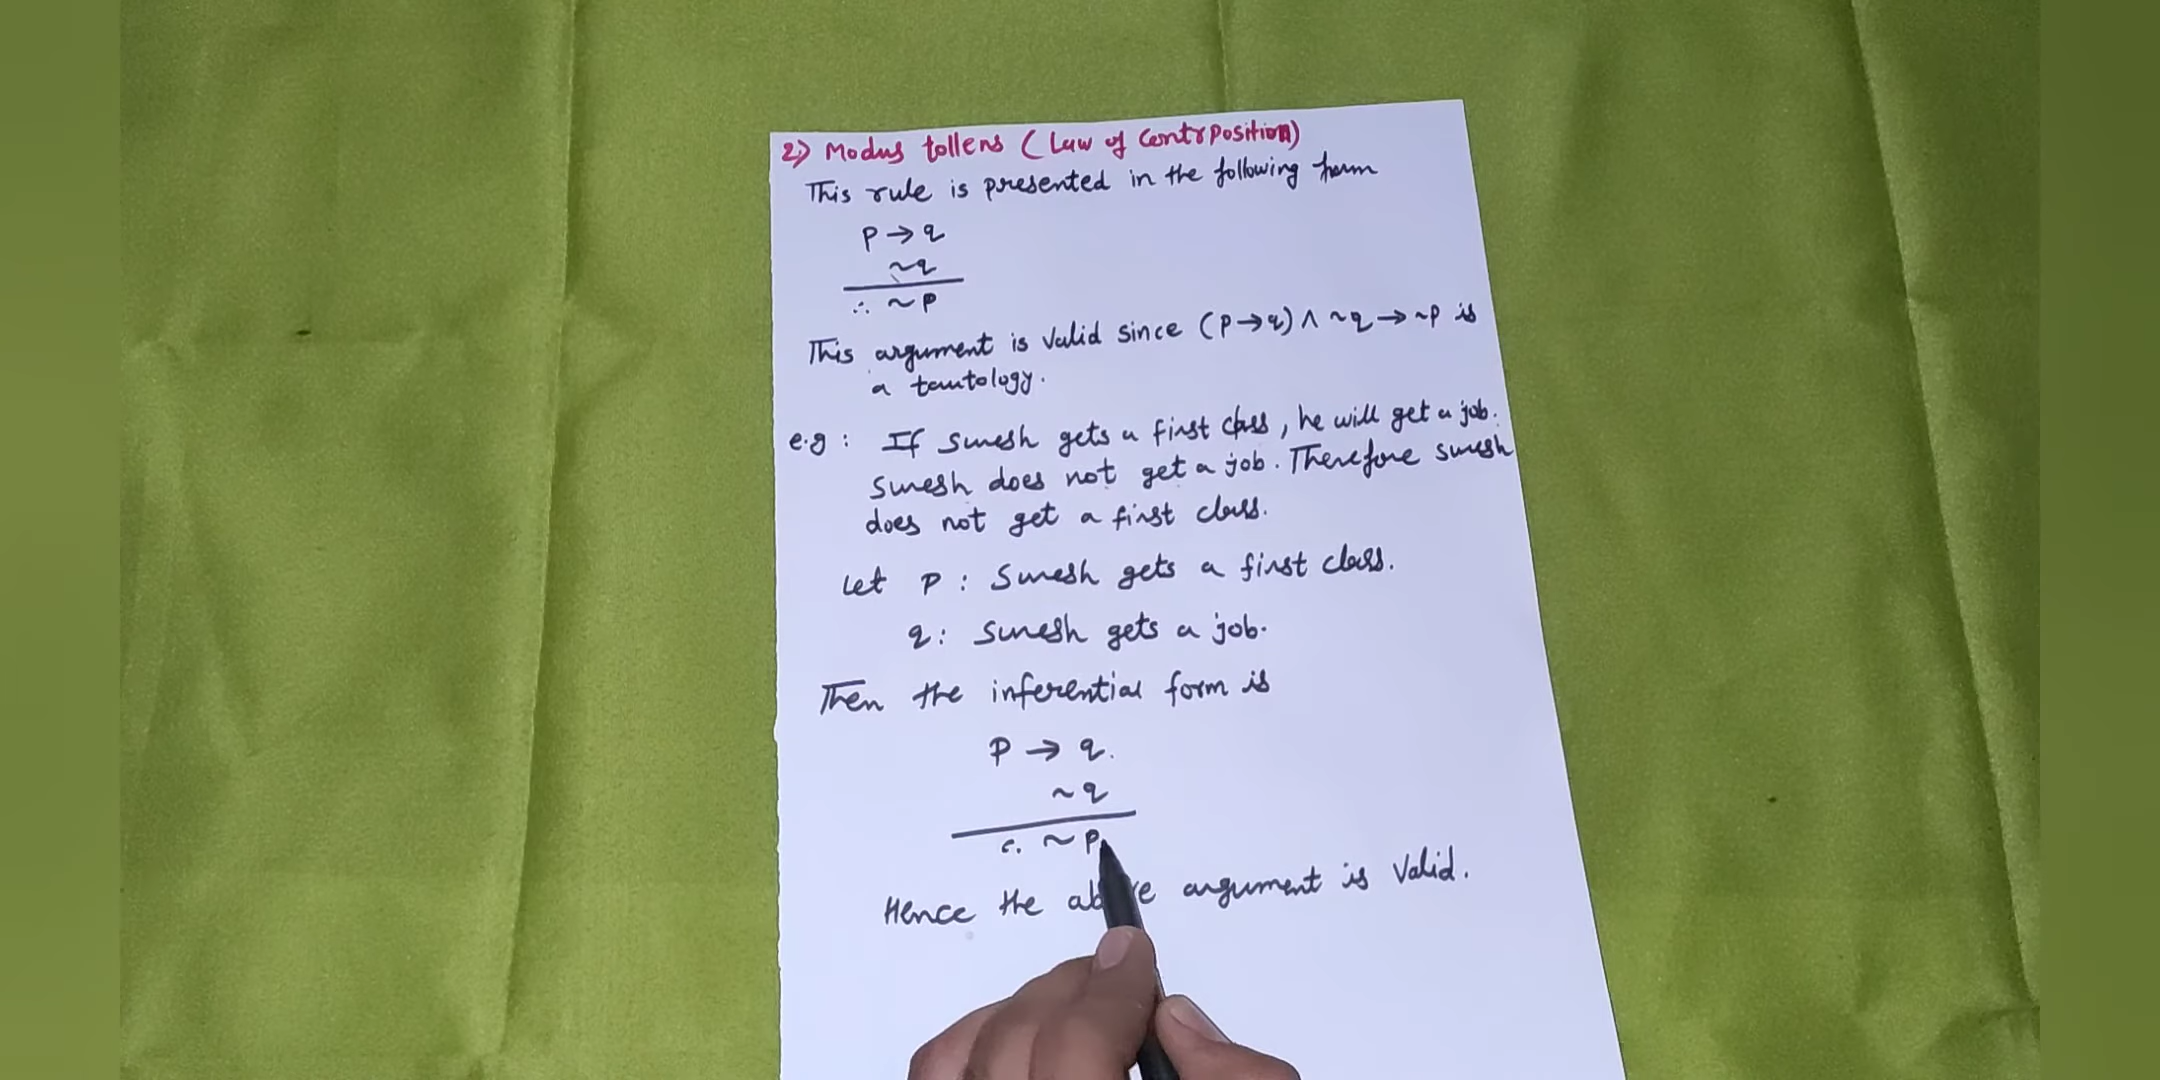 2) Modus tollens (Law of Contrposition)
This rule is presented in the following form
p → q
~q
∴ ~p
This argument is valid since (p → q) ∧ ~q → ~p is
a tautology.
e.g : If Suresh gets a first class, he will get a job.
Suresh does not get a job. Therefore Suresh
does not get a first class.
Let p : Suresh gets a first class.
q : Suresh gets a job.
Then the inferential form is
p → q.
~q
∴ ~p
Hence the argument is valid.